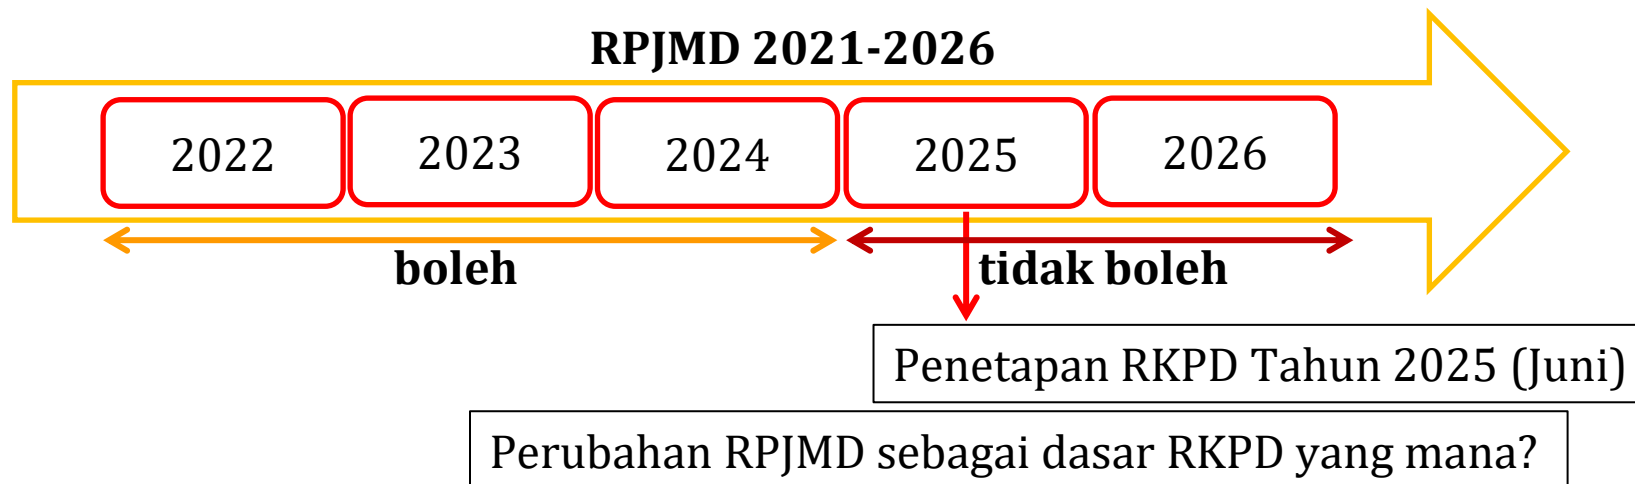 RPJMD 2021-2026
2022 2023 2024 2025 2026
boleh tidak boleh
Penetapan RKPD Tahun 2025 (Juni)
Perubahan RPJMD sebagai dasar RKPD yang mana?